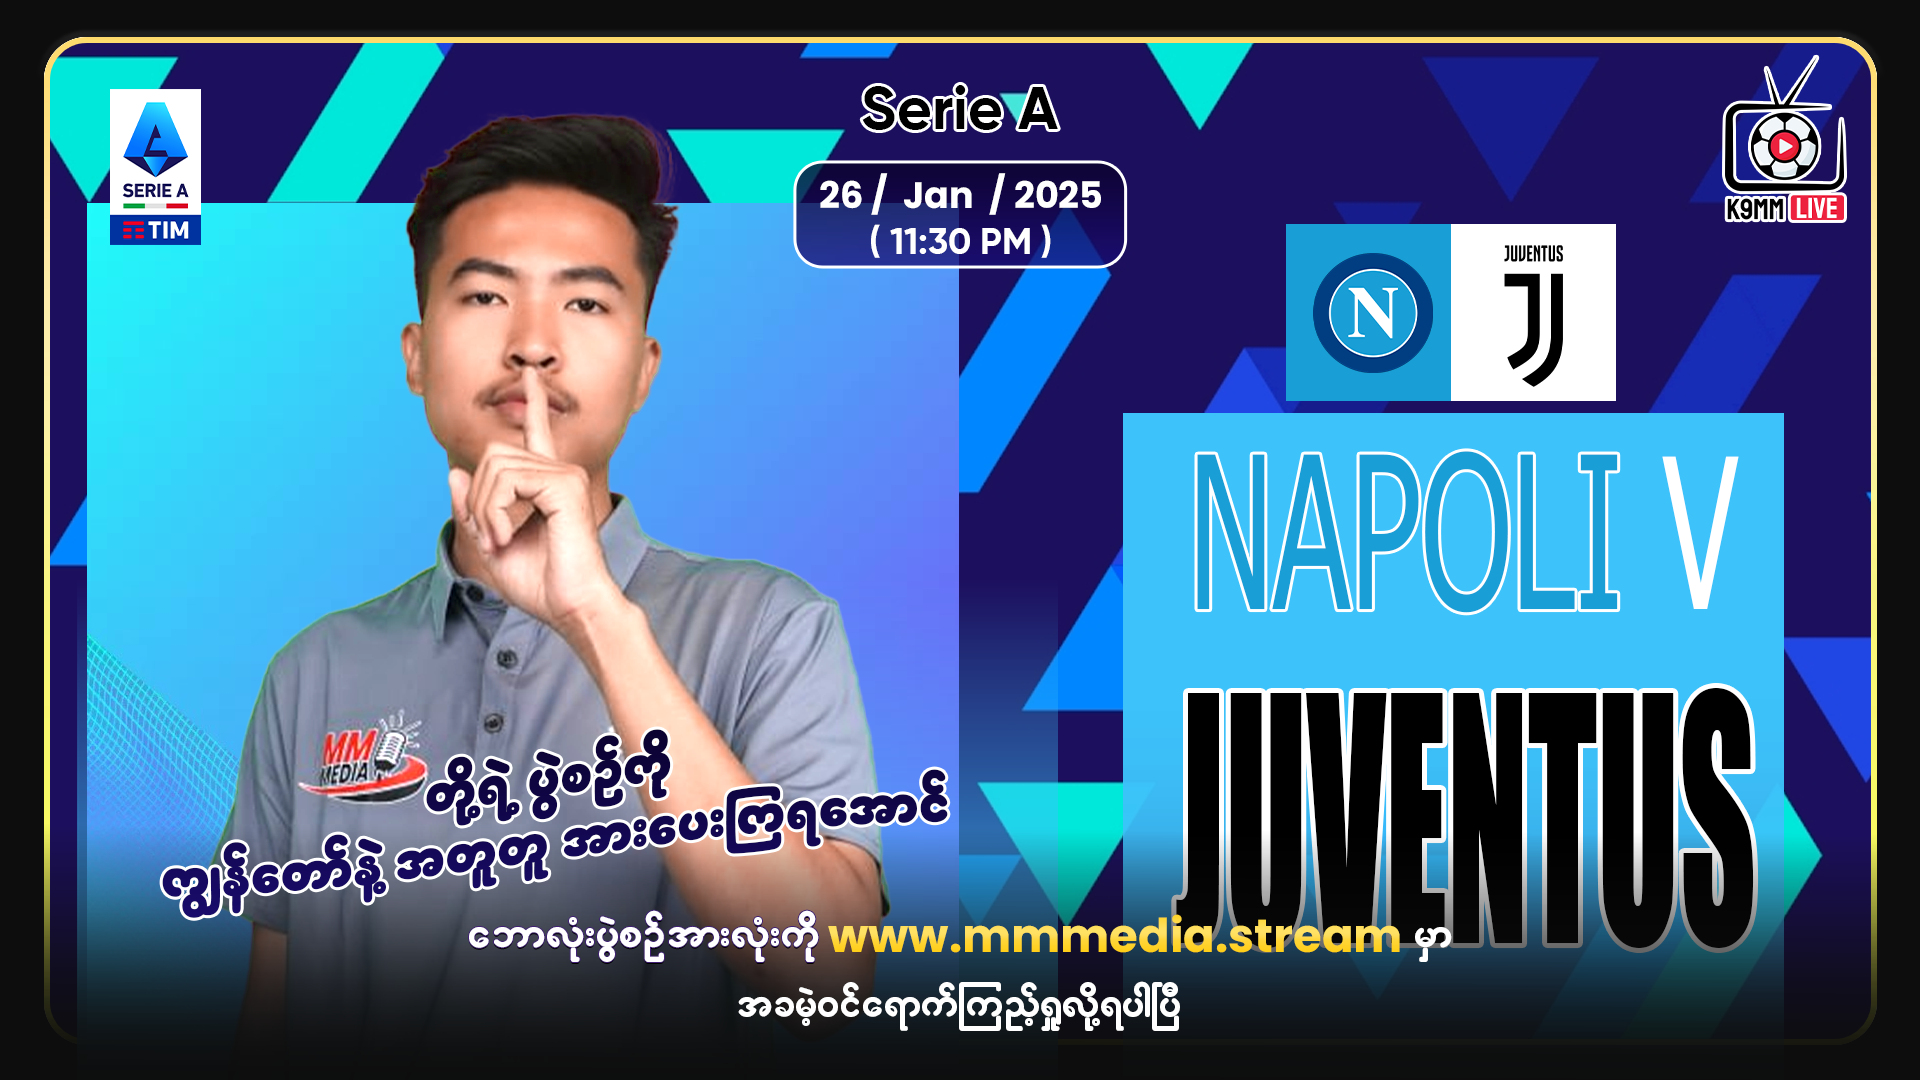 Serie A
26 / Jan / 2025
( 11:30 PM )
SERIE A
TIM
K9MM LIVE
N
JUVENTUS
NAPOLI V
JUVENTUS
MM
MEDIA
တို့ရဲ့ ပွဲစဉ်ကို
ကျွန်တော်နဲ့ အတူတူ အားပေးကြရအောင်
ဘောလုံးပွဲစဉ်အားလုံးကို www.mmmedia.stream မှာ
အခမဲ့ဝင်ရောက်ကြည့်ရှုလို့ရပါပြီ